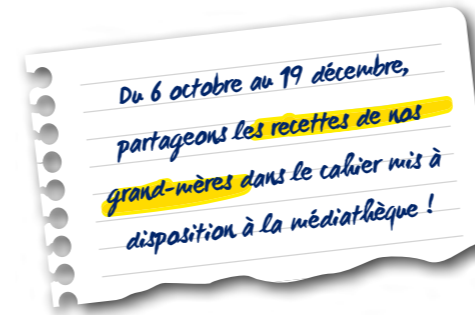 Du 6 octobre au 19 décembre,
partageons les recettes de nos
grand-mères dans le cahier mis à
disposition à la médiathèque !